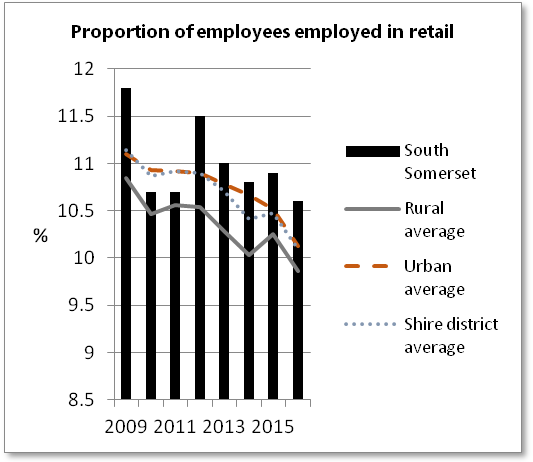 Proportion of employees employed in retail
12
11.5
11
10.5
10
9.5
9
8.5
%
2009 2011 2013 2015
South
Somerset
Rural
average
Urban
average
Shire district
average